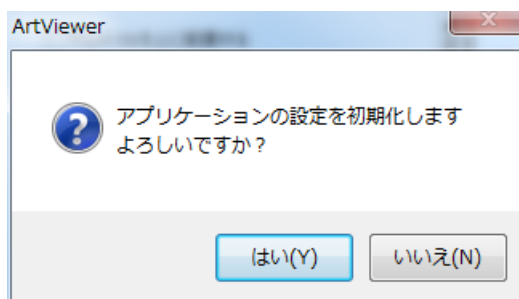 ArtViewer
アプリケーションの設定を初期化します
よろしいですか？
はい(Y)
いいえ(N)